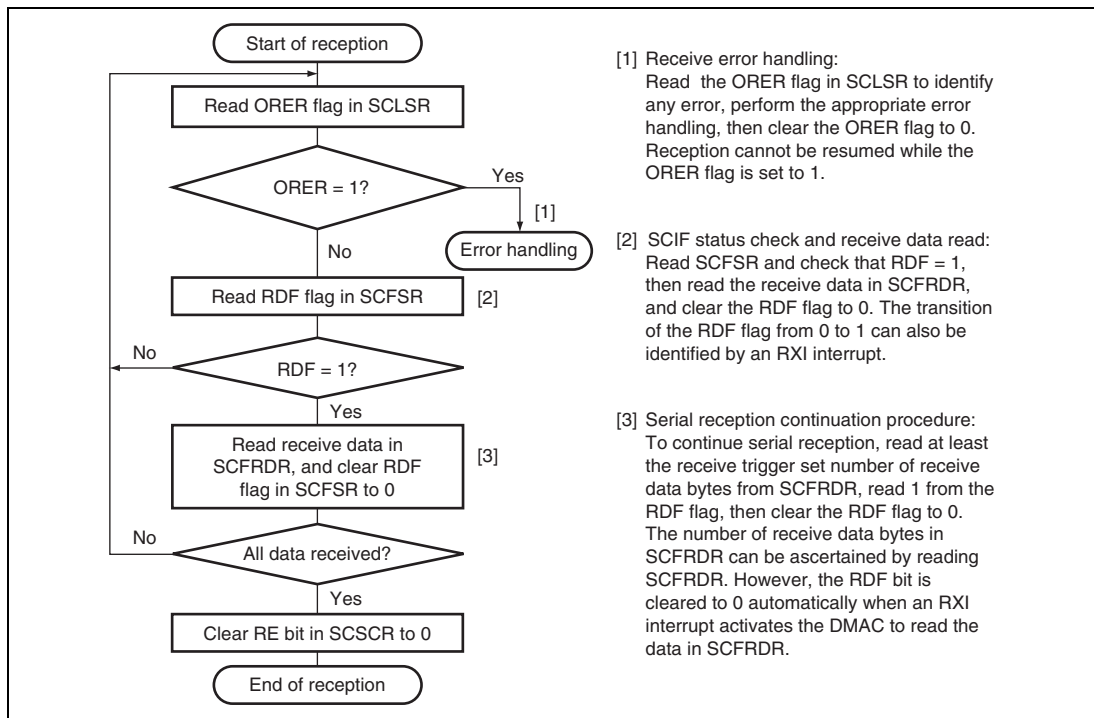 Start of reception
Read ORER flag in SCLSR
ORER = 1?
Yes
[1]
Error handling
No
Read RDF flag in SCFSR
[2]
No
RDF = 1?
Yes
Read receive data in
SCFRDR, and clear RDF
flag in SCFSR to 0
[3]
No
All data received?
Yes
Clear RE bit in SCSCR to 0
End of reception
[1] Receive error handling:
Read the ORER flag in SCLSR to identify
any error, perform the appropriate error
handling, then clear the ORER flag to 0.
Reception cannot be resumed while the
ORER flag is set to 1.
[2] SCIF status check and receive data read:
Read SCFSR and check that RDF = 1,
then read the receive data in SCFRDR,
and clear the RDF flag to 0. The transition
of the RDF flag from 0 to 1 can also be
identified by an RXI interrupt.
[3] Serial reception continuation procedure:
To continue serial reception, read at least
the receive trigger set number of receive
data bytes from SCFRDR, read 1 from the
RDF flag, then clear the RDF flag to 0.
The number of receive data bytes in
SCFRDR can be ascertained by reading
SCFRDR. However, the RDF bit is
cleared to 0 automatically when an RXI
interrupt activates the DMAC to read the
data in SCFRDR.